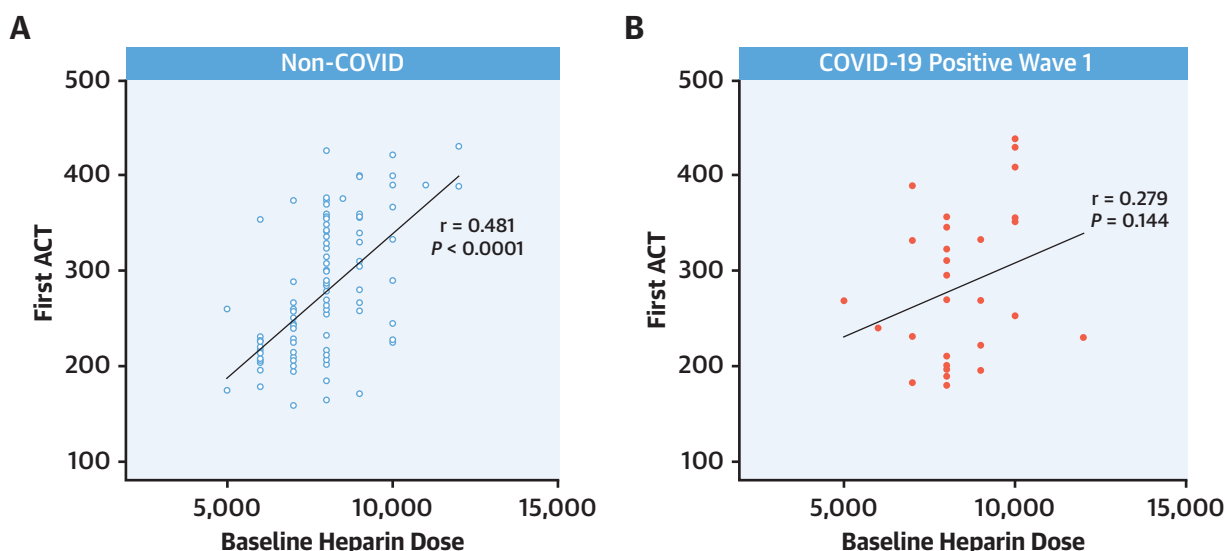 A
Non-COVID
500
400
300
200
100
First ACT
r = 0.481
P < 0.0001
5,000
10,000
15,000
Baseline Heparin Dose
B
COVID-19 Positive Wave 1
500
400
300
200
100
First ACT
r = 0.279
P = 0.144
5,000
10,000
15,000
Baseline Heparin Dose